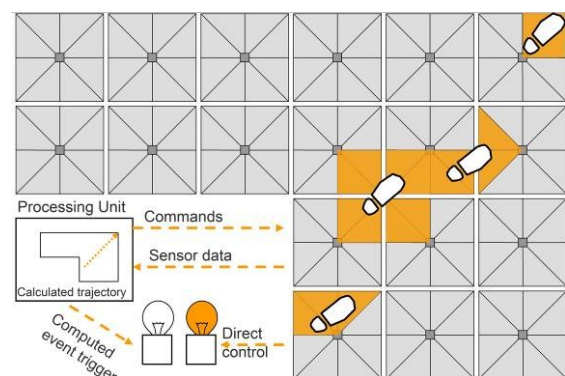 Processing Unit
Commands
Sensor data
Calculated trajectory
Computed
event trigger
Direct
control